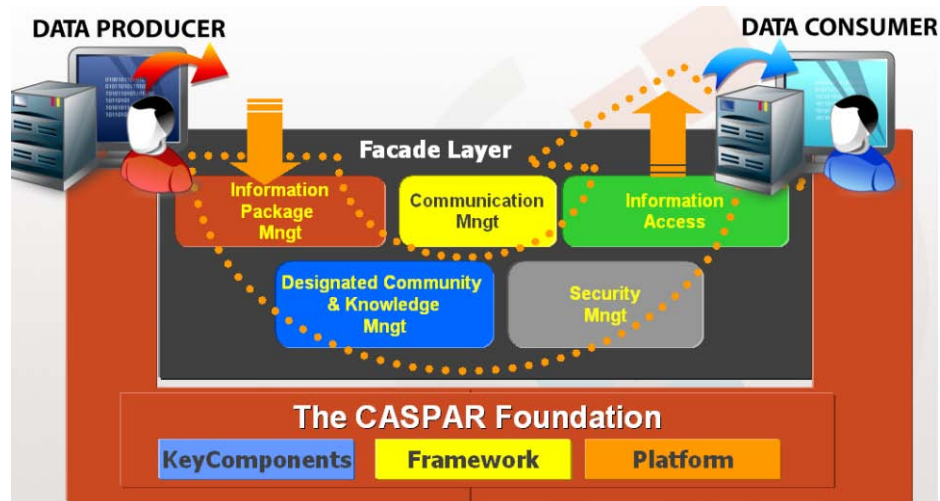 DATA PRODUCER
DATA CONSUMER
Facade Layer
Information
Package
Mngt
Communication
Mngt
Information
Access
Designated Community
& Knowledge
Mngt
Security
Mngt
The CASPAR Foundation
KeyComponents
Framework
Platform